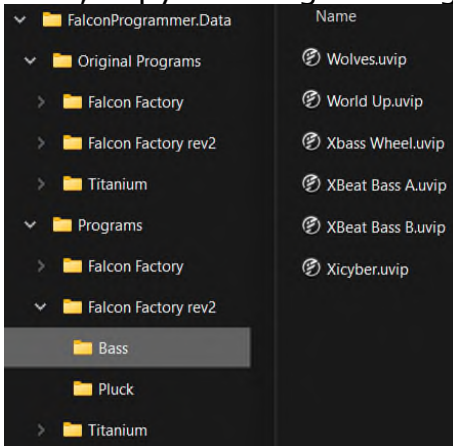 FalconProgrammer.Data
Original Programs
Falcon Factory
Falcon Factory rev2
Titanium
Programs
Falcon Factory
Falcon Factory rev2
Bass
Pluck
Titanium
Name
Wolves.uvip
World Up.uvip
Xbass Wheel.uvip
XBeat Bass A.uvip
XBeat Bass B.uvip
Xicyber.uvip